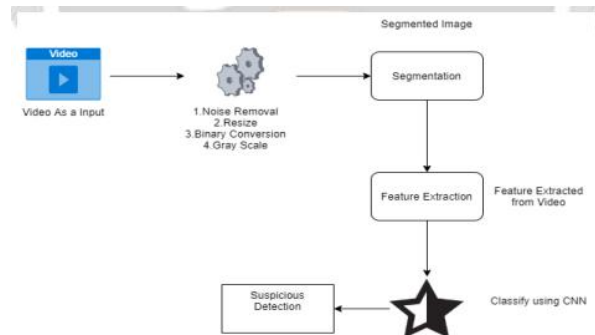 Segmented Image
Video
Segmentation
Video As a Input
1.Noise Removal
2.Resize
3.Binary Conversion
4.Gray Scale
Feature Extraction
Feature Extracted
from Video
Suspicious
Detection
Classify using CNN